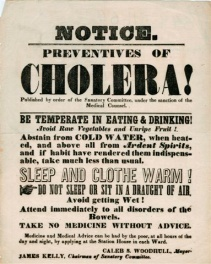 NOTICE.
PREVENTIVES OF
CHOLERA!
Published by order of the Sanatory Committee, under the sanction of the
Medical Counsel.
BE TEMPERATE IN EATING & DRINKING!
Avoid Raw Vegetables and Unripe Fruit!
Abstain from COLD WATER, when heat-
ed, and above all from Ardent Spirits,
and if habit have rendered them indispens-
able, take much less than usual.
SLEEP AND CLOTHE WARM!
DO NOT SLEEP OR SIT IN A DRAUGHT OF AIR,
Avoid getting Wet!
Attend immediately to all disorders of the
Bowels.
TAKE NO MEDICINE WITHOUT ADVICE.
Medicine and Medical Advice can be had by the poor, at all hours of the
day and night, by applying at the Station House in each Ward.
CALEB S. WOODHULL, Mayor.
JAMES KELLY, Chairman of Sanatory Committee.